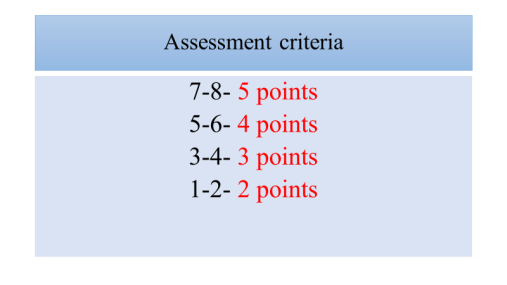 Assessment criteria
7-8- 5 points
5-6- 4 points
3-4- 3 points
1-2- 2 points